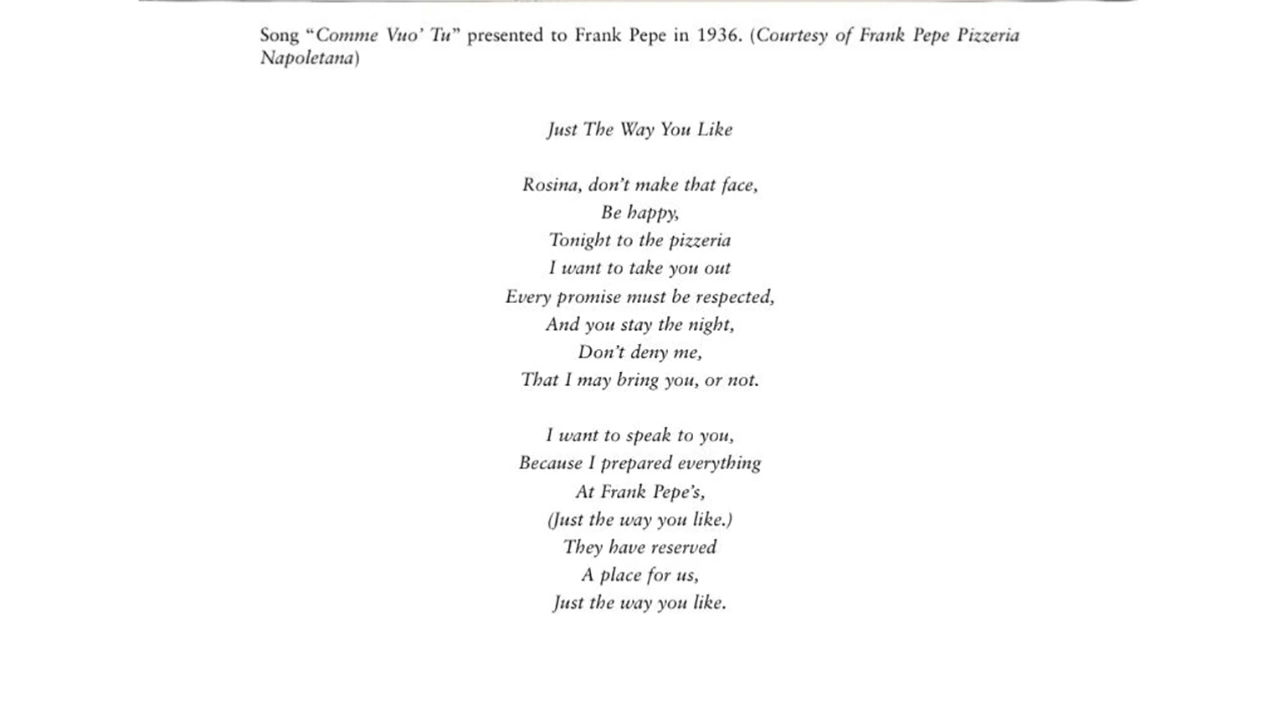 Song “Comme Vuo’ Tu” presented to Frank Pepe in 1936. (Courtesy of Frank Pepe Pizzeria
Napoletana)
Just The Way You Like
Rosina, don’t make that face,
Be happy,
Tonight to the pizzeria
I want to take you out
Every promise must be respected,
And you stay the night,
Don’t deny me,
That I may bring you, or not.
I want to speak to you,
Because I prepared everything
At Frank Pepe’s,
(Just the way you like.)
They have reserved
A place for us,
Just the way you like.